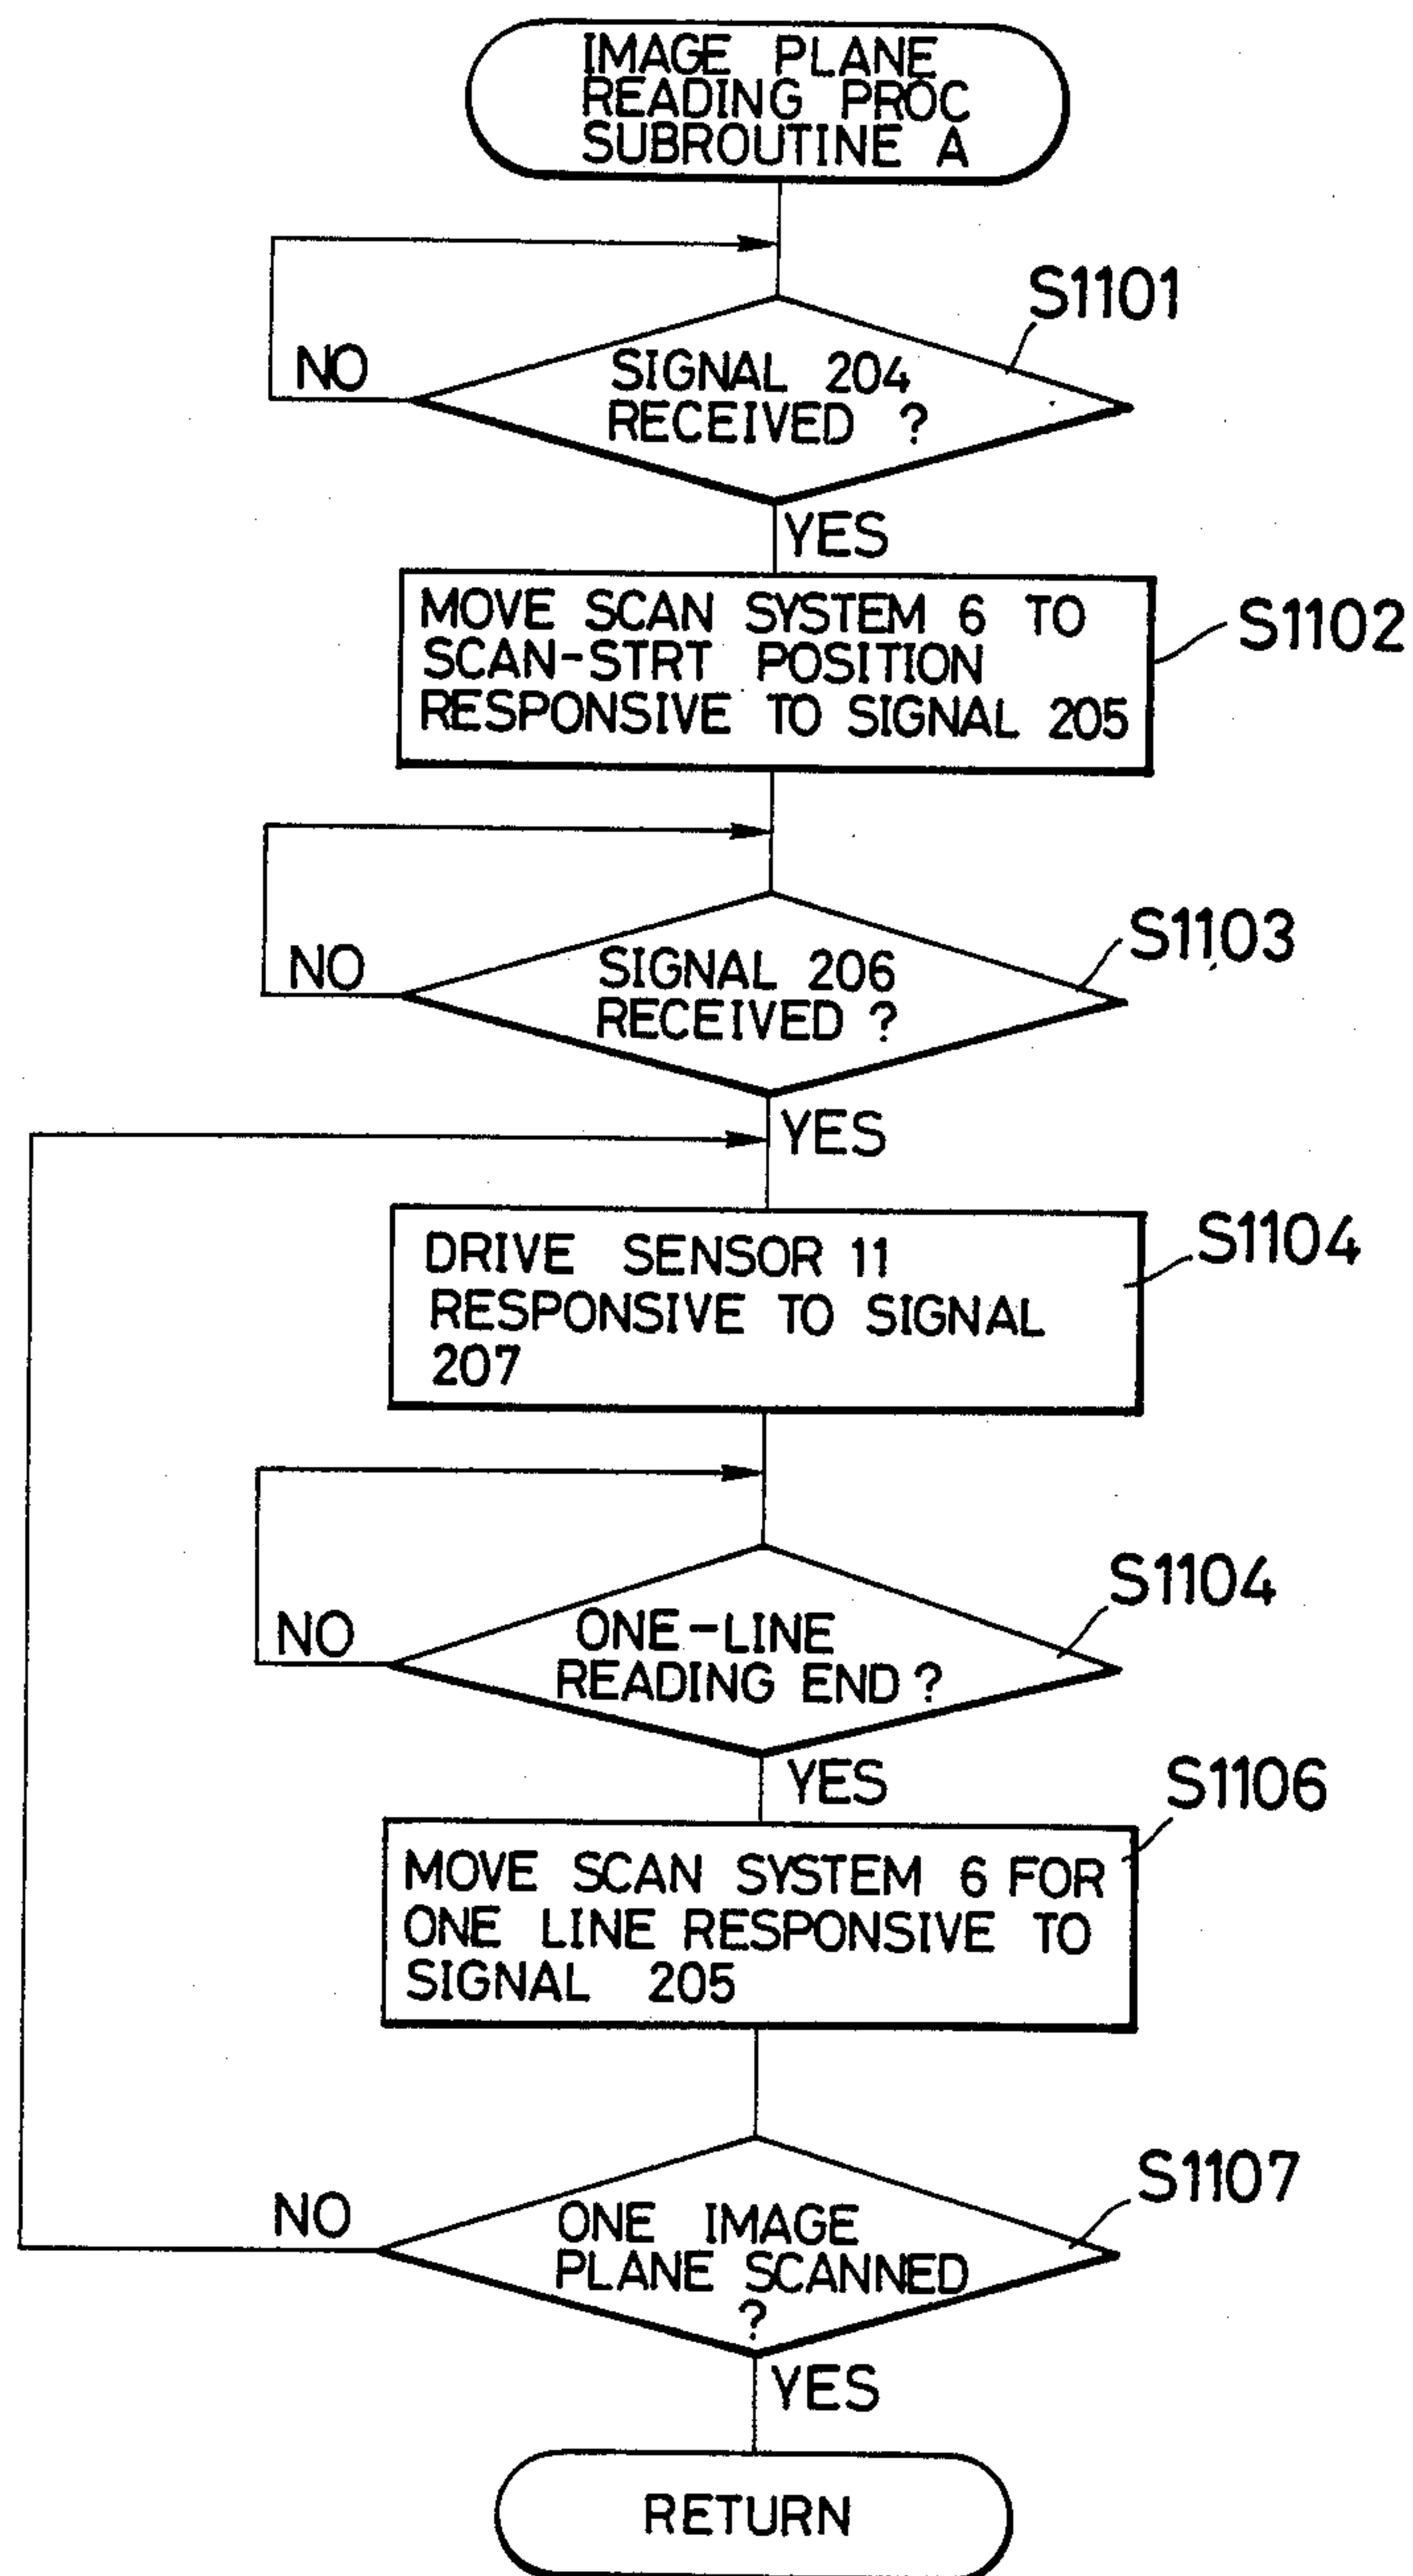 IMAGE PLANE
READING PROC
SUBROUTINE A
S1101
NO
SIGNAL 204
RECEIVED ?
YES
MOVE SCAN SYSTEM 6 TO
SCAN-STRT POSITION
RESPONSIVE TO SIGNAL 205
S1102
S1103
NO
SIGNAL 206
RECEIVED ?
YES
S1104
DRIVE SENSOR 11
RESPONSIVE TO SIGNAL
207
S1104
NO
ONE-LINE
READING END ?
YES
S1106
MOVE SCAN SYSTEM 6 FOR
ONE LINE RESPONSIVE TO
SIGNAL 205
S1107
NO
ONE IMAGE
PLANE SCANNED
?
YES
RETURN